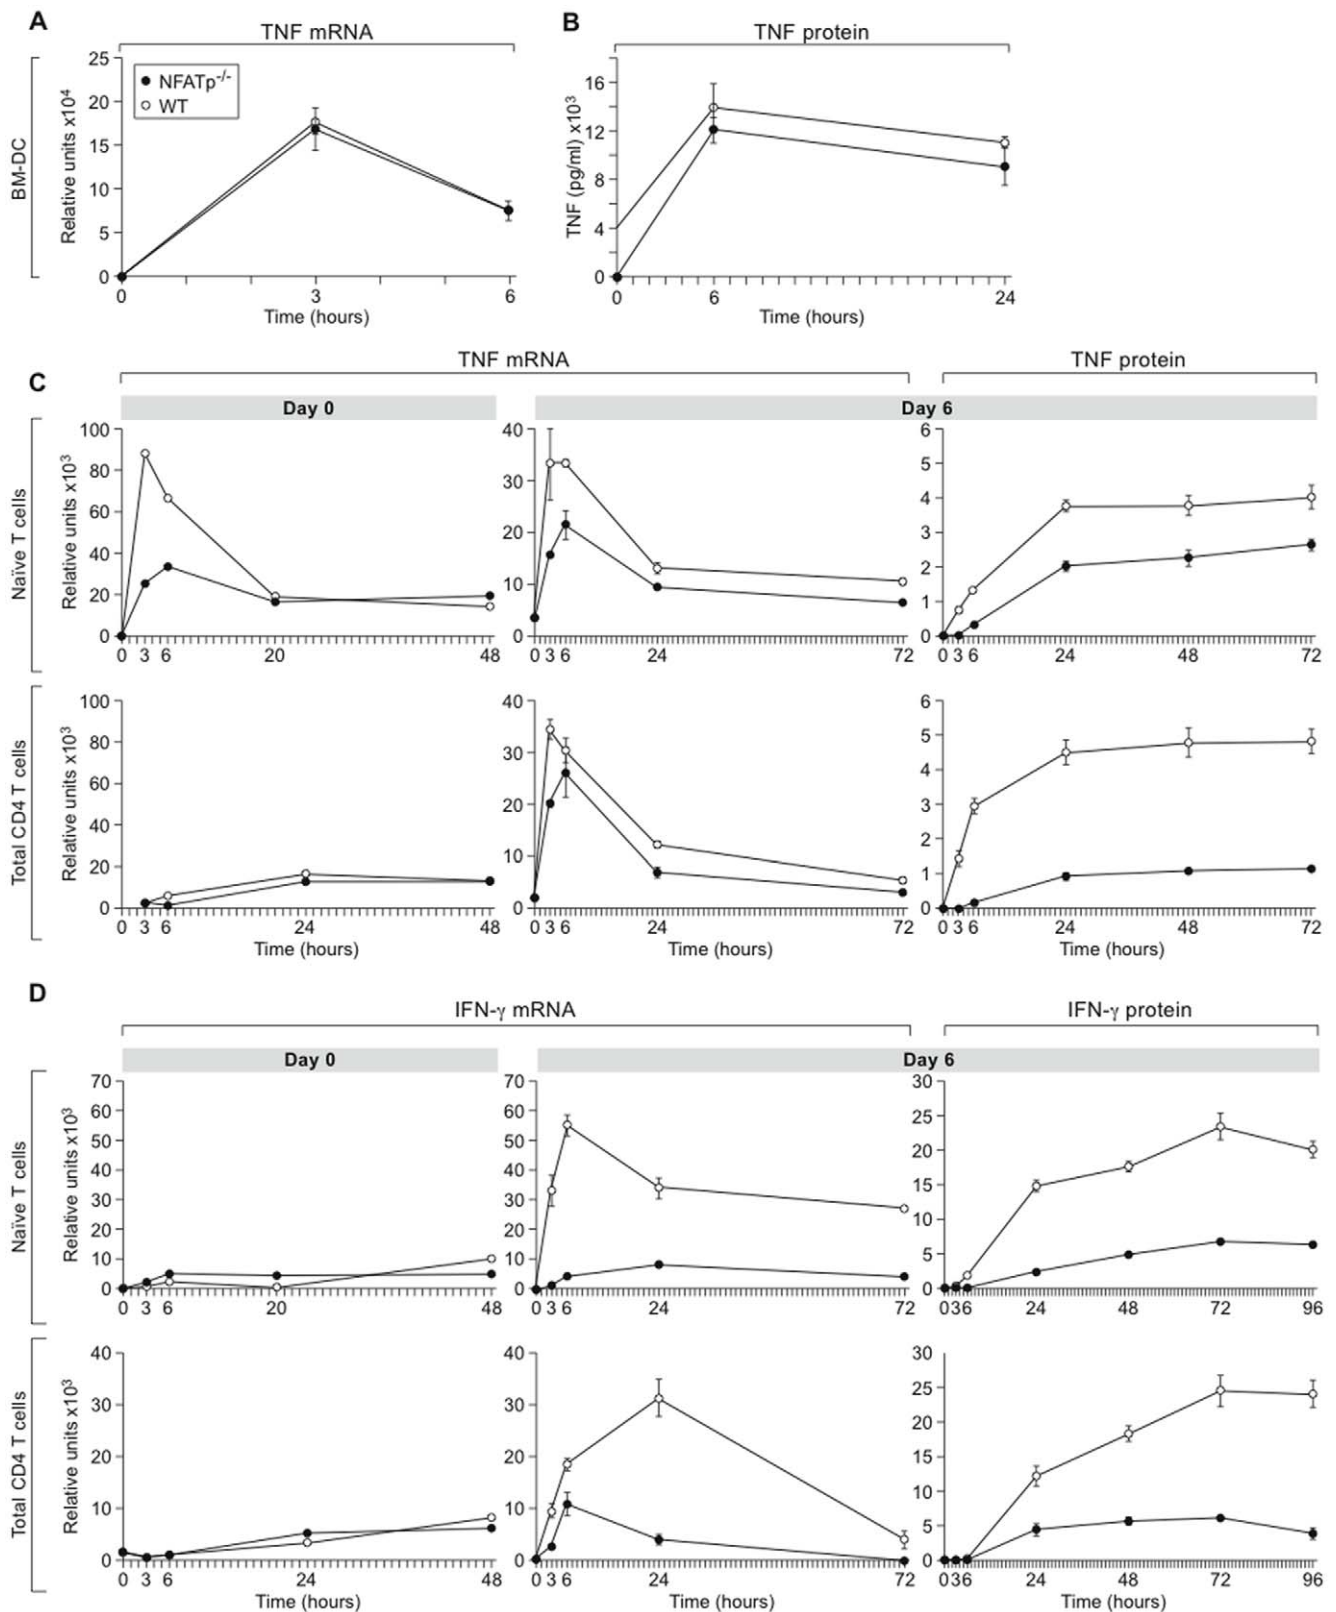 A
TNF mRNA
BM-DC
Relative units x10⁴
25
20
15
10
5
0
NFATp⁻/⁻
WT
0 3 6
Time (hours)
B
TNF protein
TNF (pg/ml) x10³
16
12
8
4
0
0 6 24
Time (hours)
C
TNF mRNA
TNF protein
Day 0
Day 6
Naïve T cells
Relative units x10³
100
80
60
40
20
0
0 3 6 20 48
40
30
20
10
0
0 3 6 24 72
6
5
4
3
2
1
0
0 3 6 24 48 72
Total CD4 T cells
Relative units x10³
100
80
60
40
20
0
0 3 6 24 48
Time (hours)
40
30
20
10
0
0 3 6 24 72
Time (hours)
6
5
4
3
2
1
0
0 3 6 24 48 72
Time (hours)
D
IFN-γ mRNA
IFN-γ protein
Day 0
Day 6
Naïve T cells
Relative units x10³
70
60
50
40
30
20
10
0
0 3 6 20 48
70
60
50
40
30
20
10
0
0 3 6 24 72
30
25
20
15
10
5
0
0 3 6 24 48 72 96
Total CD4 T cells
Relative units x10³
40
30
20
10
0
0 3 6 24 48
Time (hours)
40
30
20
10
0
0 3 6 24 72
Time (hours)
30
25
20
15
10
5
0
0 3 6 24 48 72 96
Time (hours)